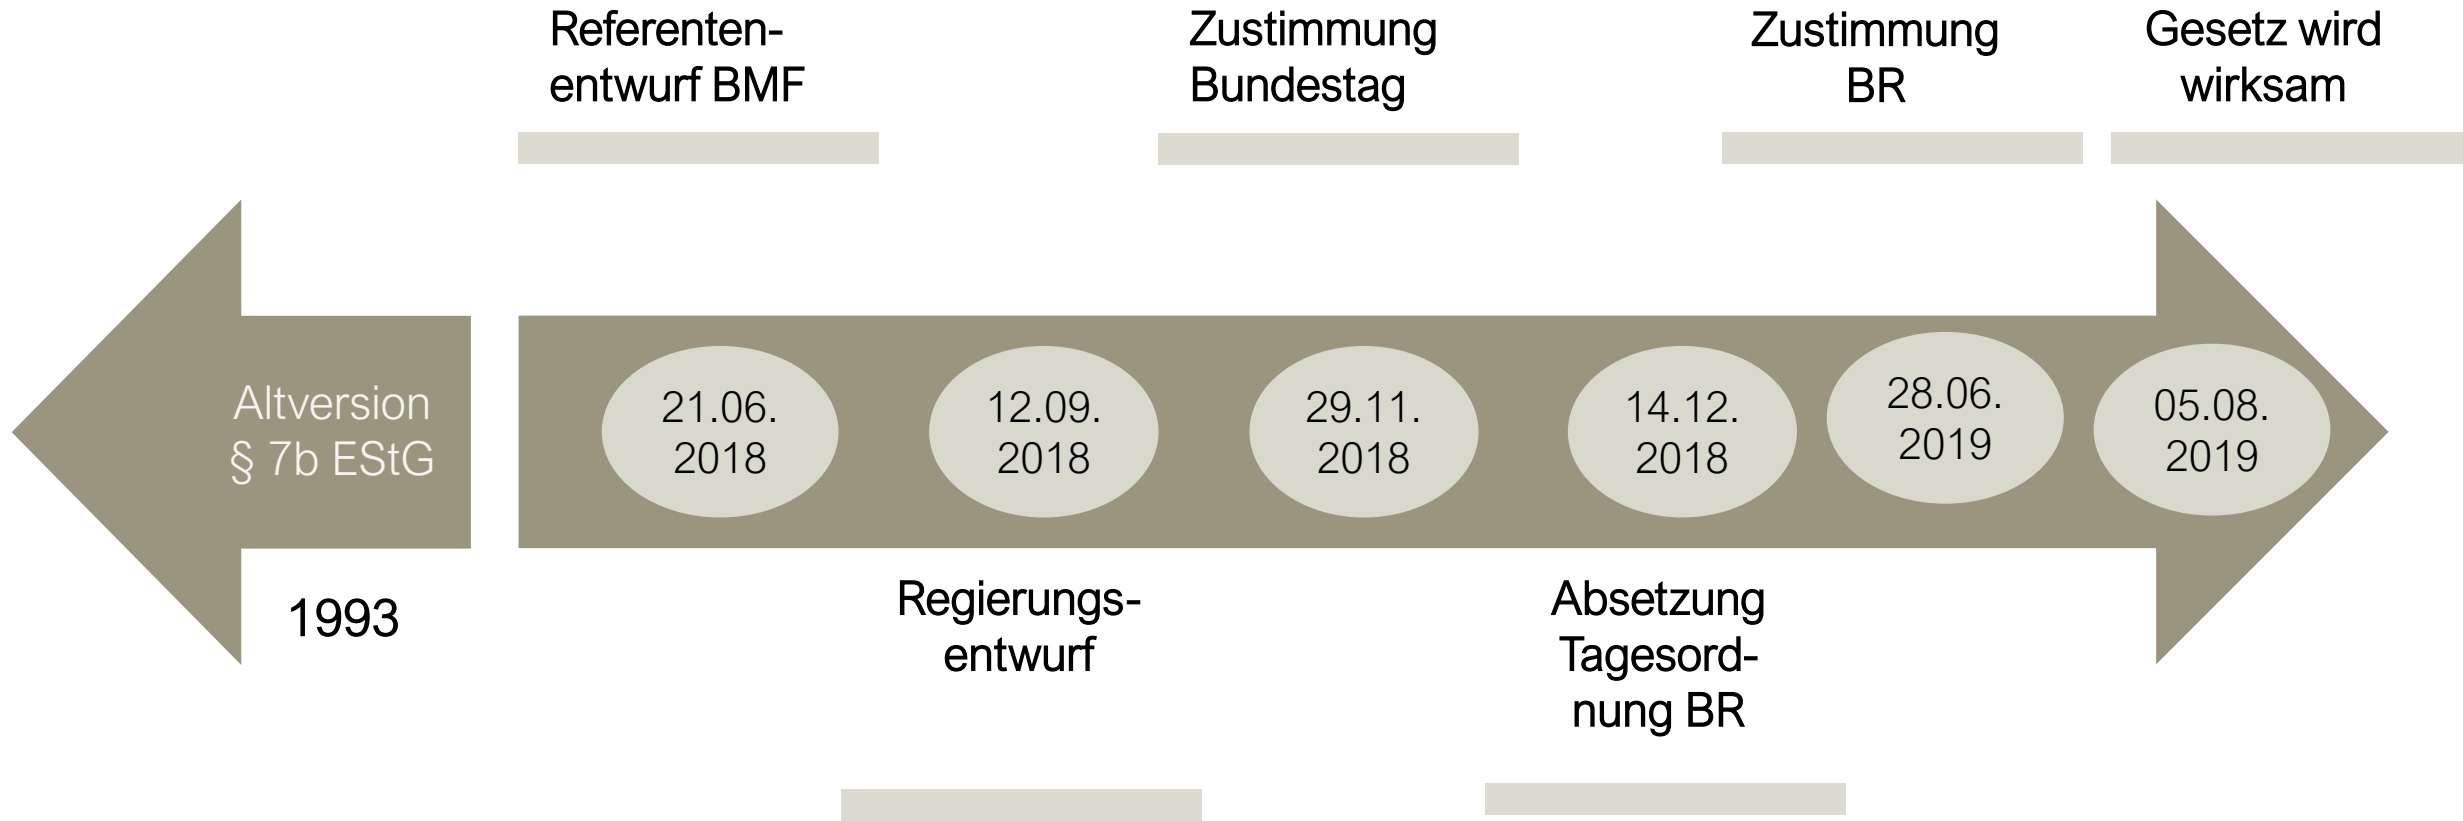 Referenten-
entwurf BMF
Zustimmung
Bundestag
Zustimmung
BR
Gesetz wird
wirksam
Altversion
§ 7b EStG
21.06.
2018
12.09.
2018
29.11.
2018
14.12.
2018
28.06.
2019
05.08.
2019
1993
Regierungs-
entwurf
Absetzung
Tagesord-
nung BR